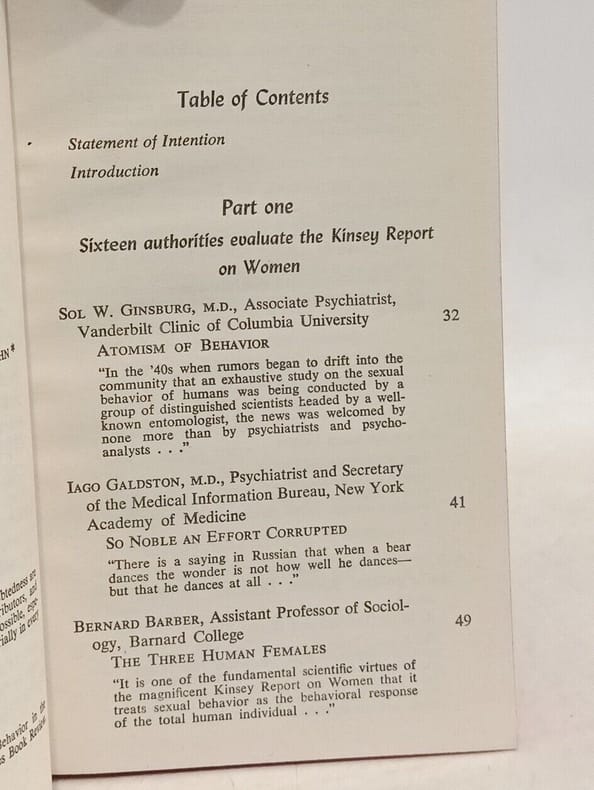 Table of Contents
Statement of Intention
Introduction
Part one
Sixteen authorities evaluate the Kinsey Report
on Women
SOL W. GINSBURG, M.D., Associate Psychiatrist,
Vanderbilt Clinic of Columbia University 32
ATOMISM OF BEHAVIOR
“In the ’40s when rumors began to drift into the
community that an exhaustive study on the sexual
behavior of humans was being conducted by a
group of distinguished scientists headed by a well-
known entomologist, the news was welcomed by
none more than by psychiatrists and psycho-
analysts . . .”
IAGO GALDSTON, M.D., Psychiatrist and Secretary
of the Medical Information Bureau, New York
Academy of Medicine 41
SO NOBLE AN EFFORT CORRUPTED
“There is a saying in Russian that when a bear
dances the wonder is not how well he dances—
but that he dances at all . . .”
BERNARD BARBER, Assistant Professor of Sociol-
ogy, Barnard College 49
THE THREE HUMAN FEMALES
“It is one of the fundamental scientific virtues of
the magnificent Kinsey Report on Women that it
treats sexual behavior as the behavioral response
of the total human individual . . .”